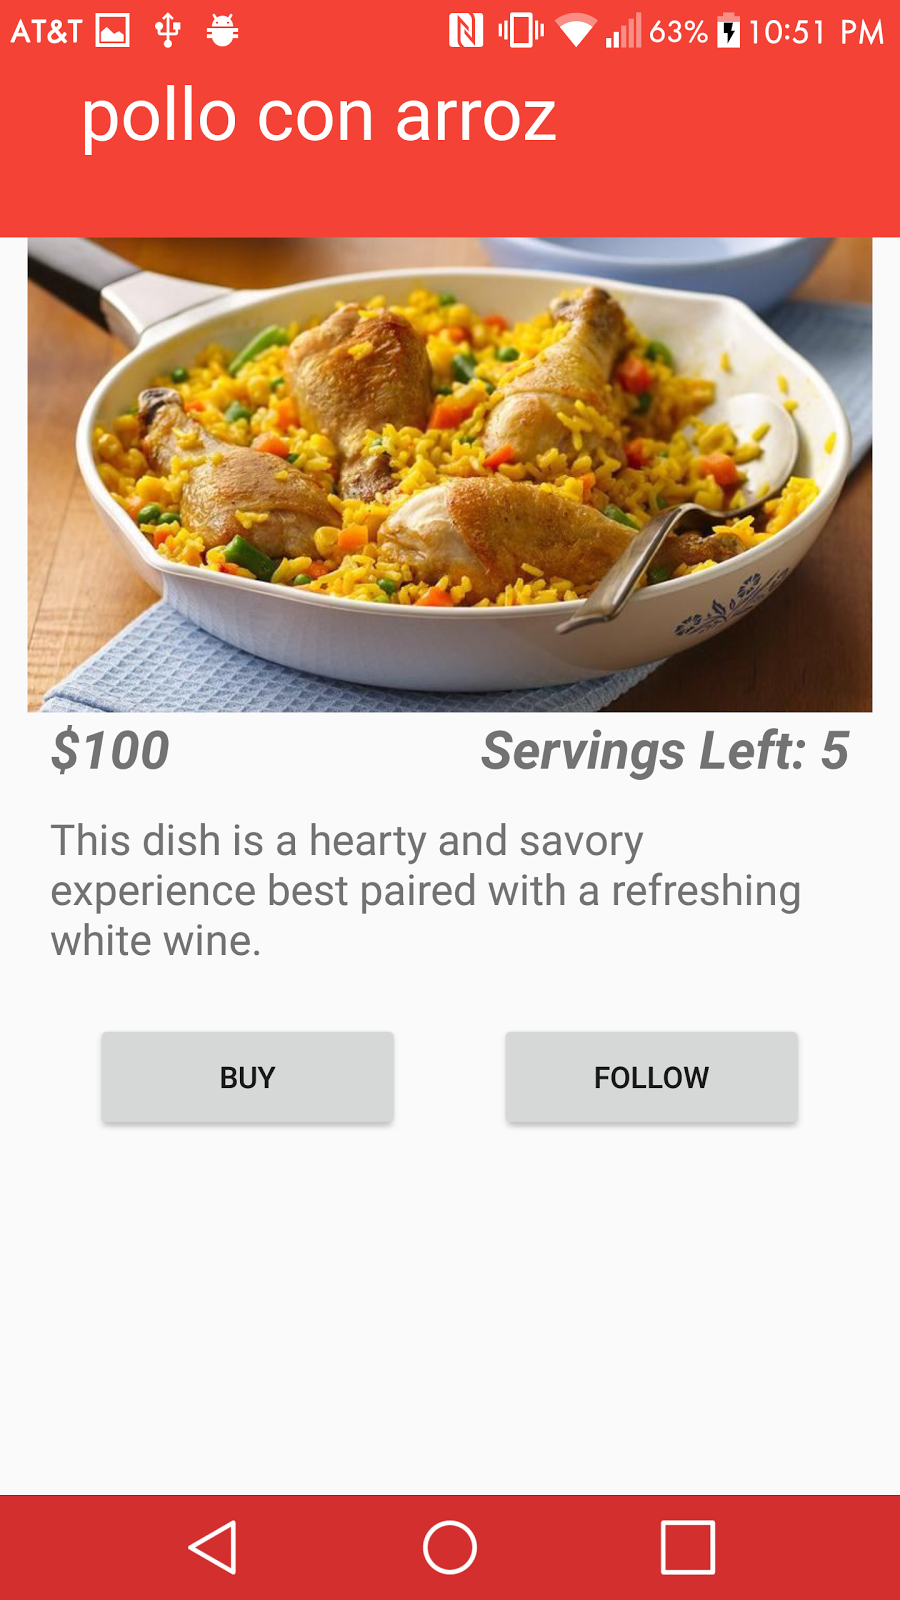 AT&T 63% 10:51 PM
pollo con arroz
$100 Servings Left: 5
This dish is a hearty and savory
experience best paired with a refreshing
white wine.
BUY FOLLOW